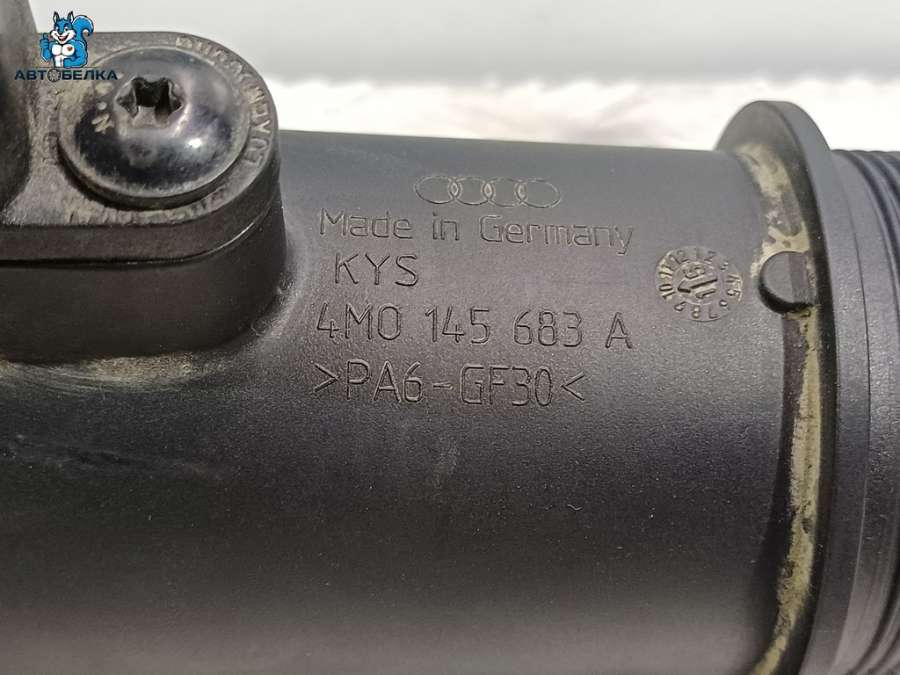 АВТОБЕЛКА
Made in Germany
KYS
4M0 145 683 A
>PA6-GF30<